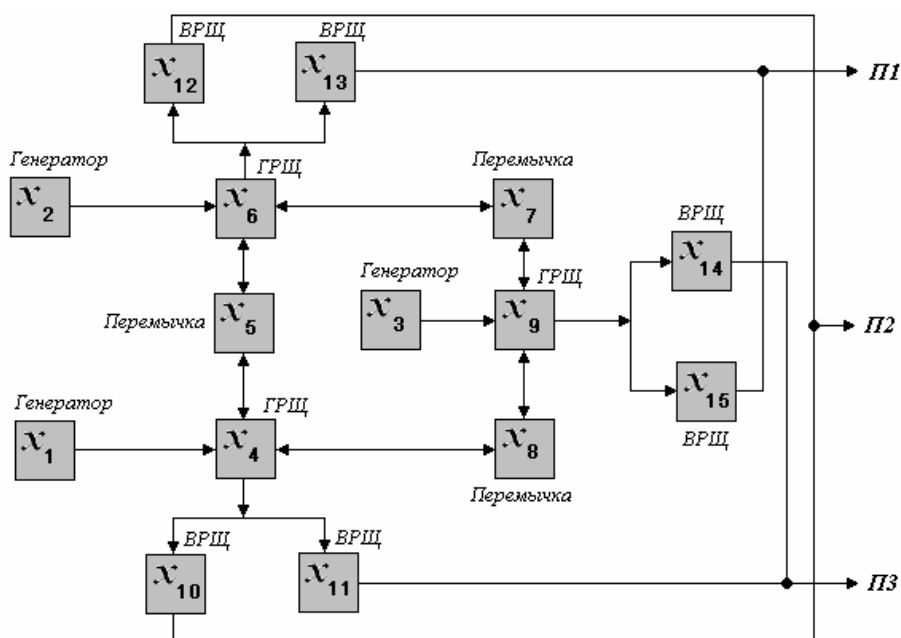 ВРЩ
ВРЩ
x12
x13
П1
Генератор
ГРЩ
Перемычка
x2
x6
x7
ВРЩ
x14
Генератор
ГРЩ
Перемычка
x5
x3
x9
П2
x15
Генератор
ГРЩ
ВРЩ
x1
x4
x8
Перемычка
ВРЩ
ВРЩ
x10
x11
П3